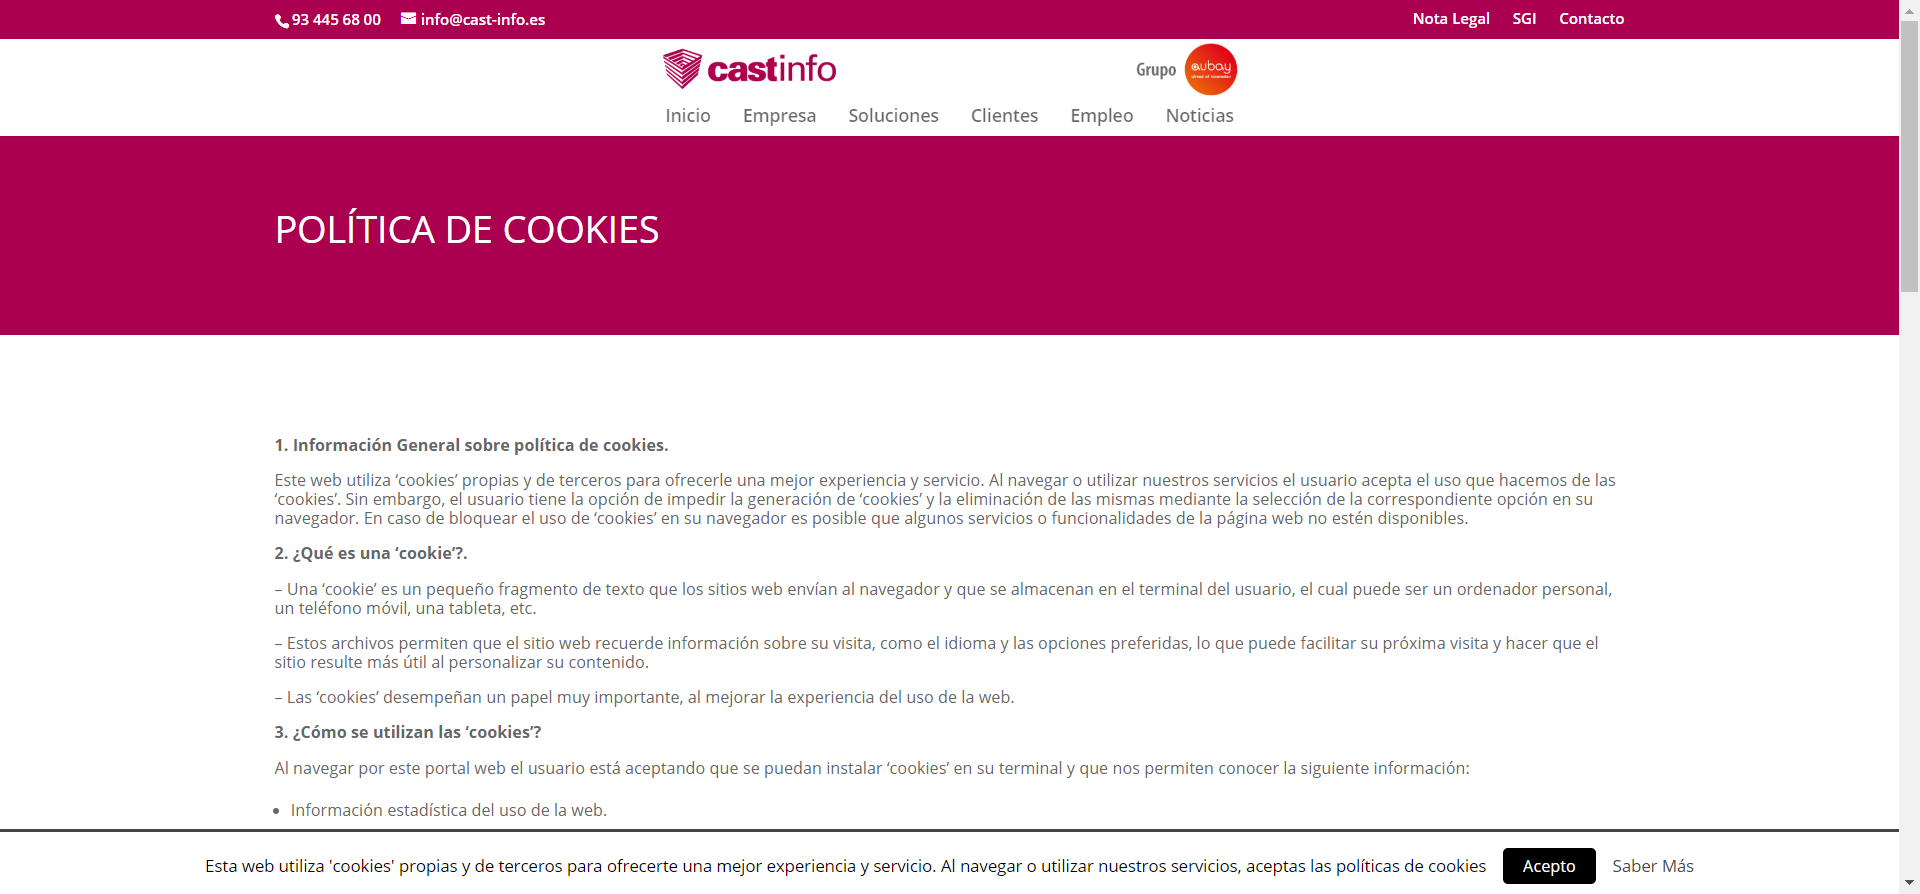 93 445 68 00 info@cast-info.es Nota Legal SGI Contacto
castinfo Grupo aubay
ahead of innovation
Inicio Empresa Soluciones Clientes Empleo Noticias
POLÍTICA DE COOKIES
1. Información General sobre política de cookies.
Este web utiliza ‘cookies’ propias y de terceros para ofrecerle una mejor experiencia y servicio. Al navegar o utilizar nuestros servicios el usuario acepta el uso que hacemos de las
‘cookies’. Sin embargo, el usuario tiene la opción de impedir la generación de ‘cookies’ y la eliminación de las mismas mediante la selección de la correspondiente opción en su
navegador. En caso de bloquear el uso de ‘cookies’ en su navegador es posible que algunos servicios o funcionalidades de la página web no estén disponibles.
2. ¿Qué es una ‘cookie’?.
– Una ‘cookie’ es un pequeño fragmento de texto que los sitios web envían al navegador y que se almacenan en el terminal del usuario, el cual puede ser un ordenador personal,
un teléfono móvil, una tableta, etc.
– Estos archivos permiten que el sitio web recuerde información sobre su visita, como el idioma y las opciones preferidas, lo que puede facilitar su próxima visita y hacer que el
sitio resulte más útil al personalizar su contenido.
– Las ‘cookies’ desempeñan un papel muy importante, al mejorar la experiencia del uso de la web.
3. ¿Cómo se utilizan las ‘cookies’?
Al navegar por este portal web el usuario está aceptando que se puedan instalar ‘cookies’ en su terminal y que nos permiten conocer la siguiente información:
• Información estadística del uso de la web.
Esta web utiliza 'cookies' propias y de terceros para ofrecerte una mejor experiencia y servicio. Al navegar o utilizar nuestros servicios, aceptas las políticas de cookies Acepto Saber Más